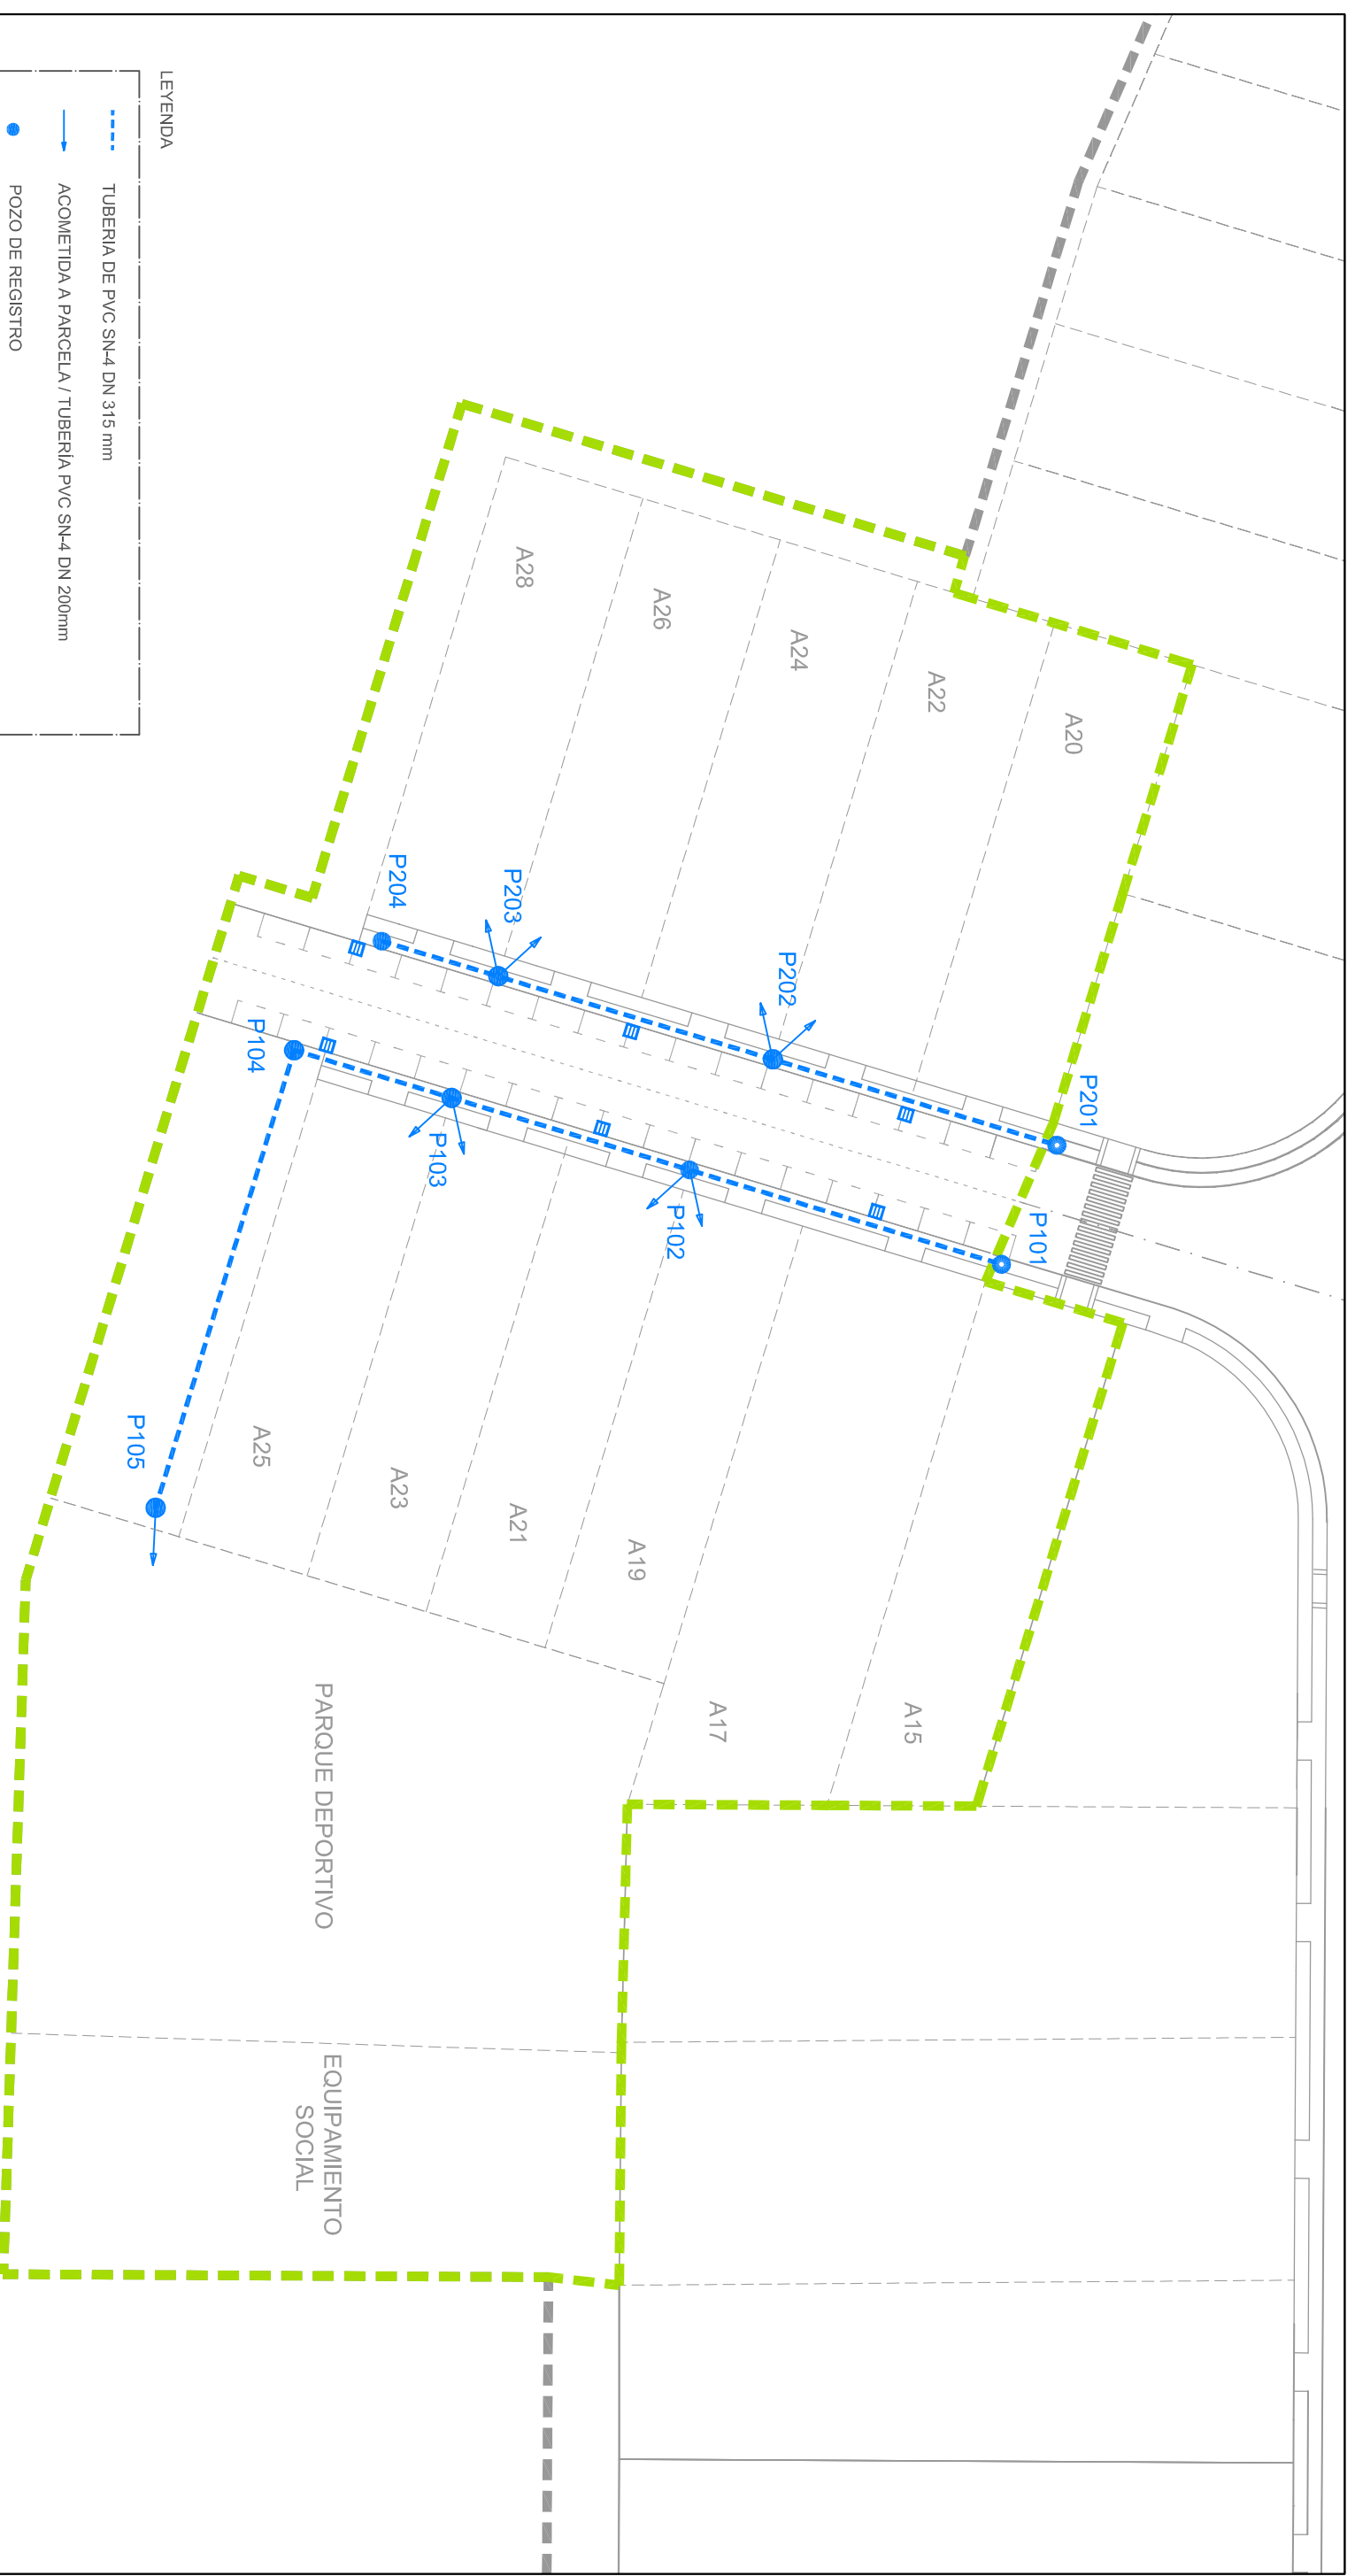 LEYENDA
TUBERIA DE PVC SN-4 DN 315 mm
ACOMETIDA A PARCELA / TUBERÍA PVC SN-4 DN 200mm
POZO DE REGISTRO
A20
A22
A24
A26
A28
P201
P202
P203
P204
P101
P102
P103
P104
P105
A15
A17
A19
A21
A23
A25
PARQUE DEPORTIVO
EQUIPAMIENTO
SOCIAL